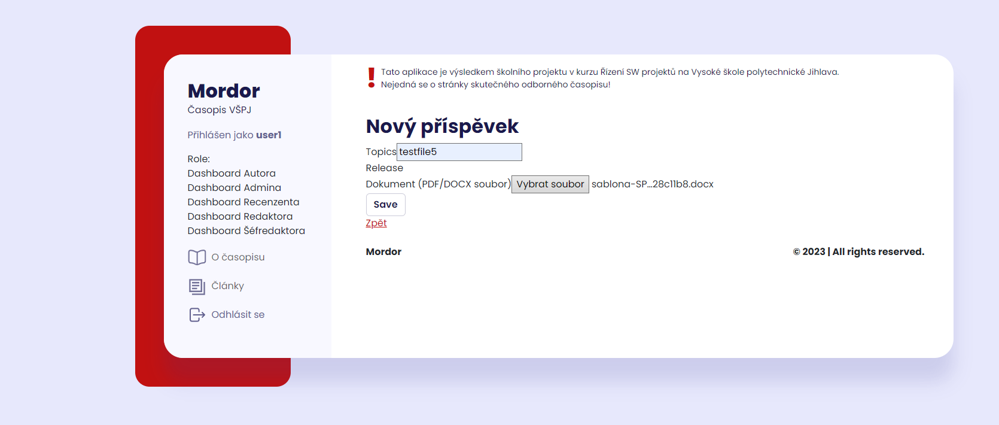 Mordor
Časopis VŠPJ
Přihlášen jako user1
Role:
Dashboard Autora
Dashboard Admina
Dashboard Recenzenta
Dashboard Redaktora
Dashboard Šéfredaktora
O časopisu
Články
Odhlásit se
Tato aplikace je výsledkem školního projektu v kurzu Řízení SW projektů na Vysoké škole polytechnické Jihlava.
Nejedná se o stránky skutečného odborného časopisu!
Nový příspěvek
Topics testfile5
Release
Dokument (PDF/DOCX soubor) Vybrat soubor sablona-SP...28c11b8.docx
Save
Zpět
Mordor © 2023 | All rights reserved.